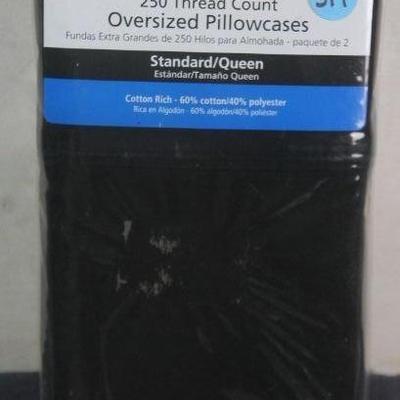 250 Thread Count
Oversized Pillowcases
Fundas Extra Grandes de 250 Hilos para Almohada - paquete de 2
Standard/Queen
Estándar/Tamaño Queen
Cotton Rich - 60% cotton/40% polyester
Rica en Algodón - 60% algodón/40% poliéster